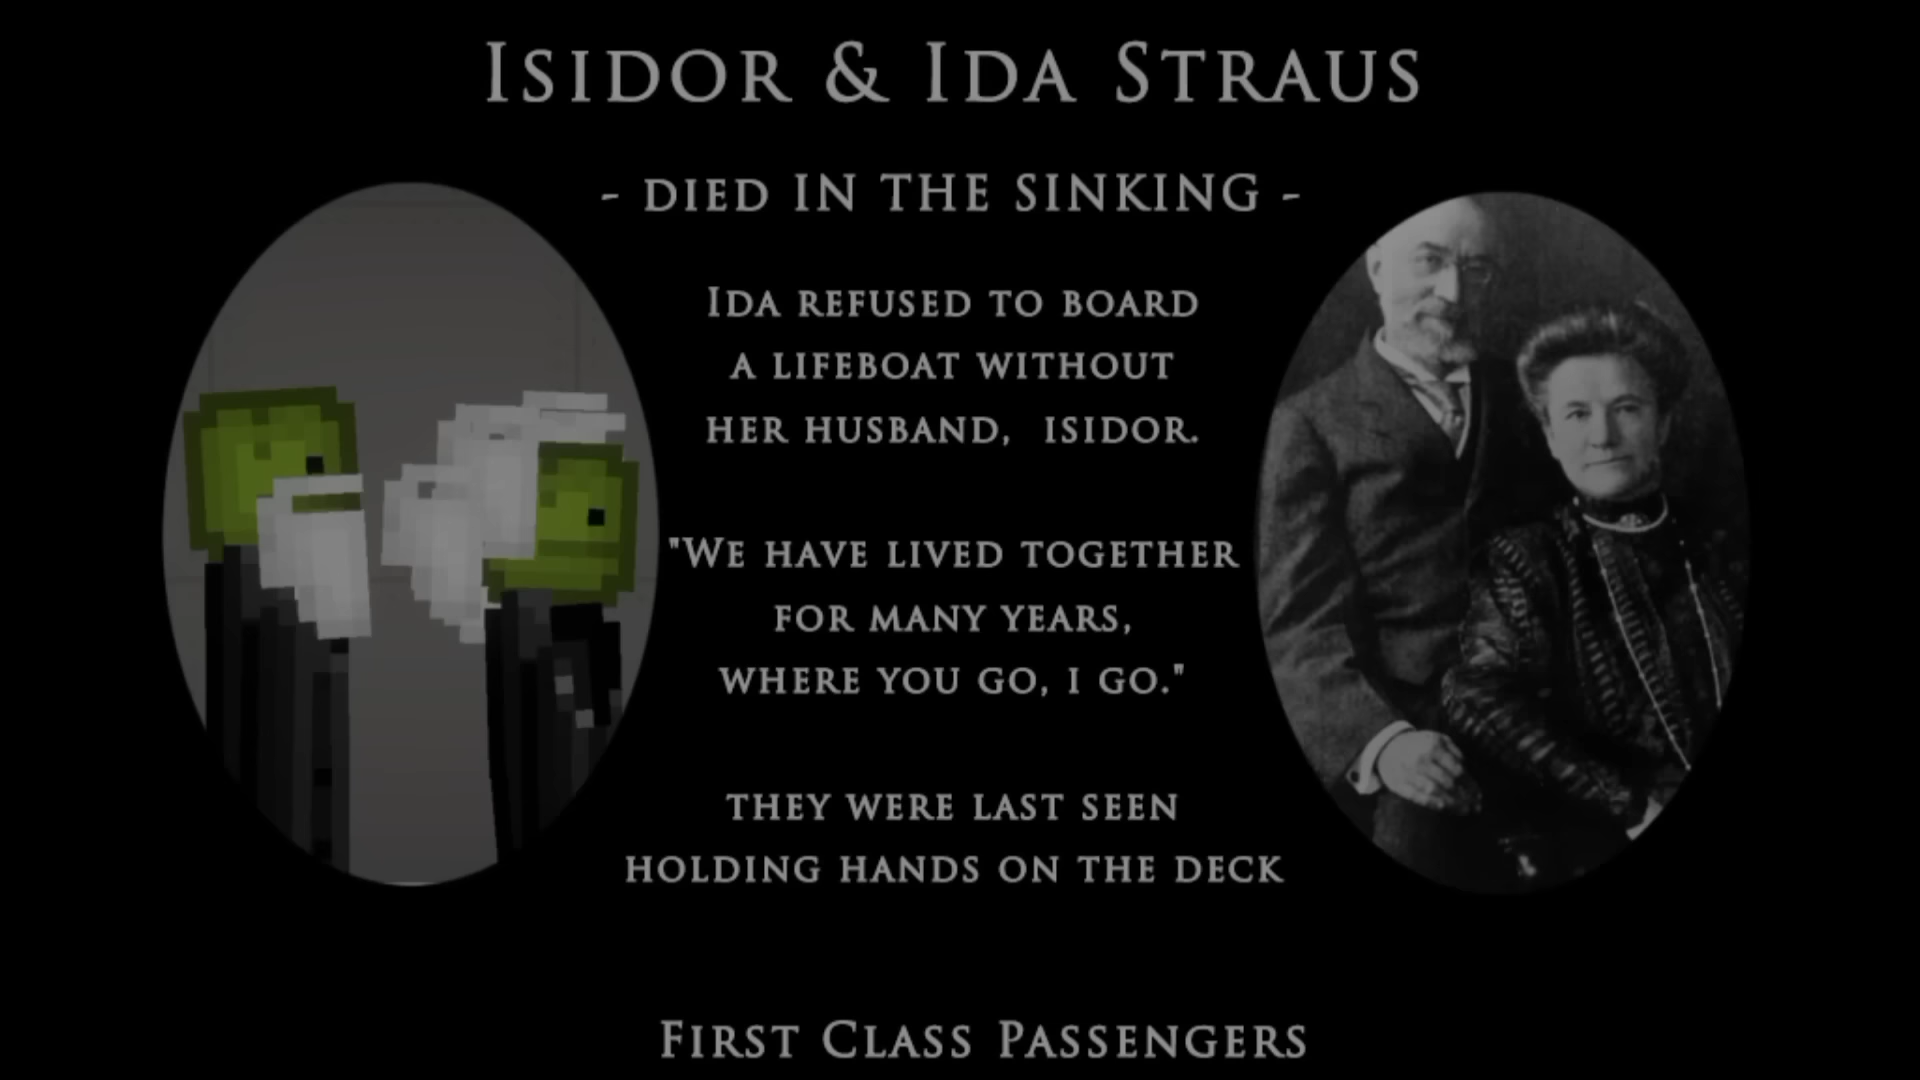 ISIDOR & IDA STRAUS
- DIED IN THE SINKING -
IDA REFUSED TO BOARD
A LIFEBOAT WITHOUT
HER HUSBAND, ISIDOR.
"WE HAVE LIVED TOGETHER
FOR MANY YEARS,
WHERE YOU GO, I GO."
THEY WERE LAST SEEN
HOLDING HANDS ON THE DECK
FIRST CLASS PASSENGERS